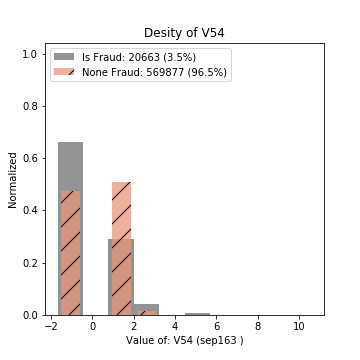 Desity of V54
Is Fraud: 20663 (3.5%)
None Fraud: 569877 (96.5%)
Normalized
1.0
0.8
0.6
0.4
0.2
0.0
−2 0 2 4 6 8 10
Value of: V54 (sep163 )